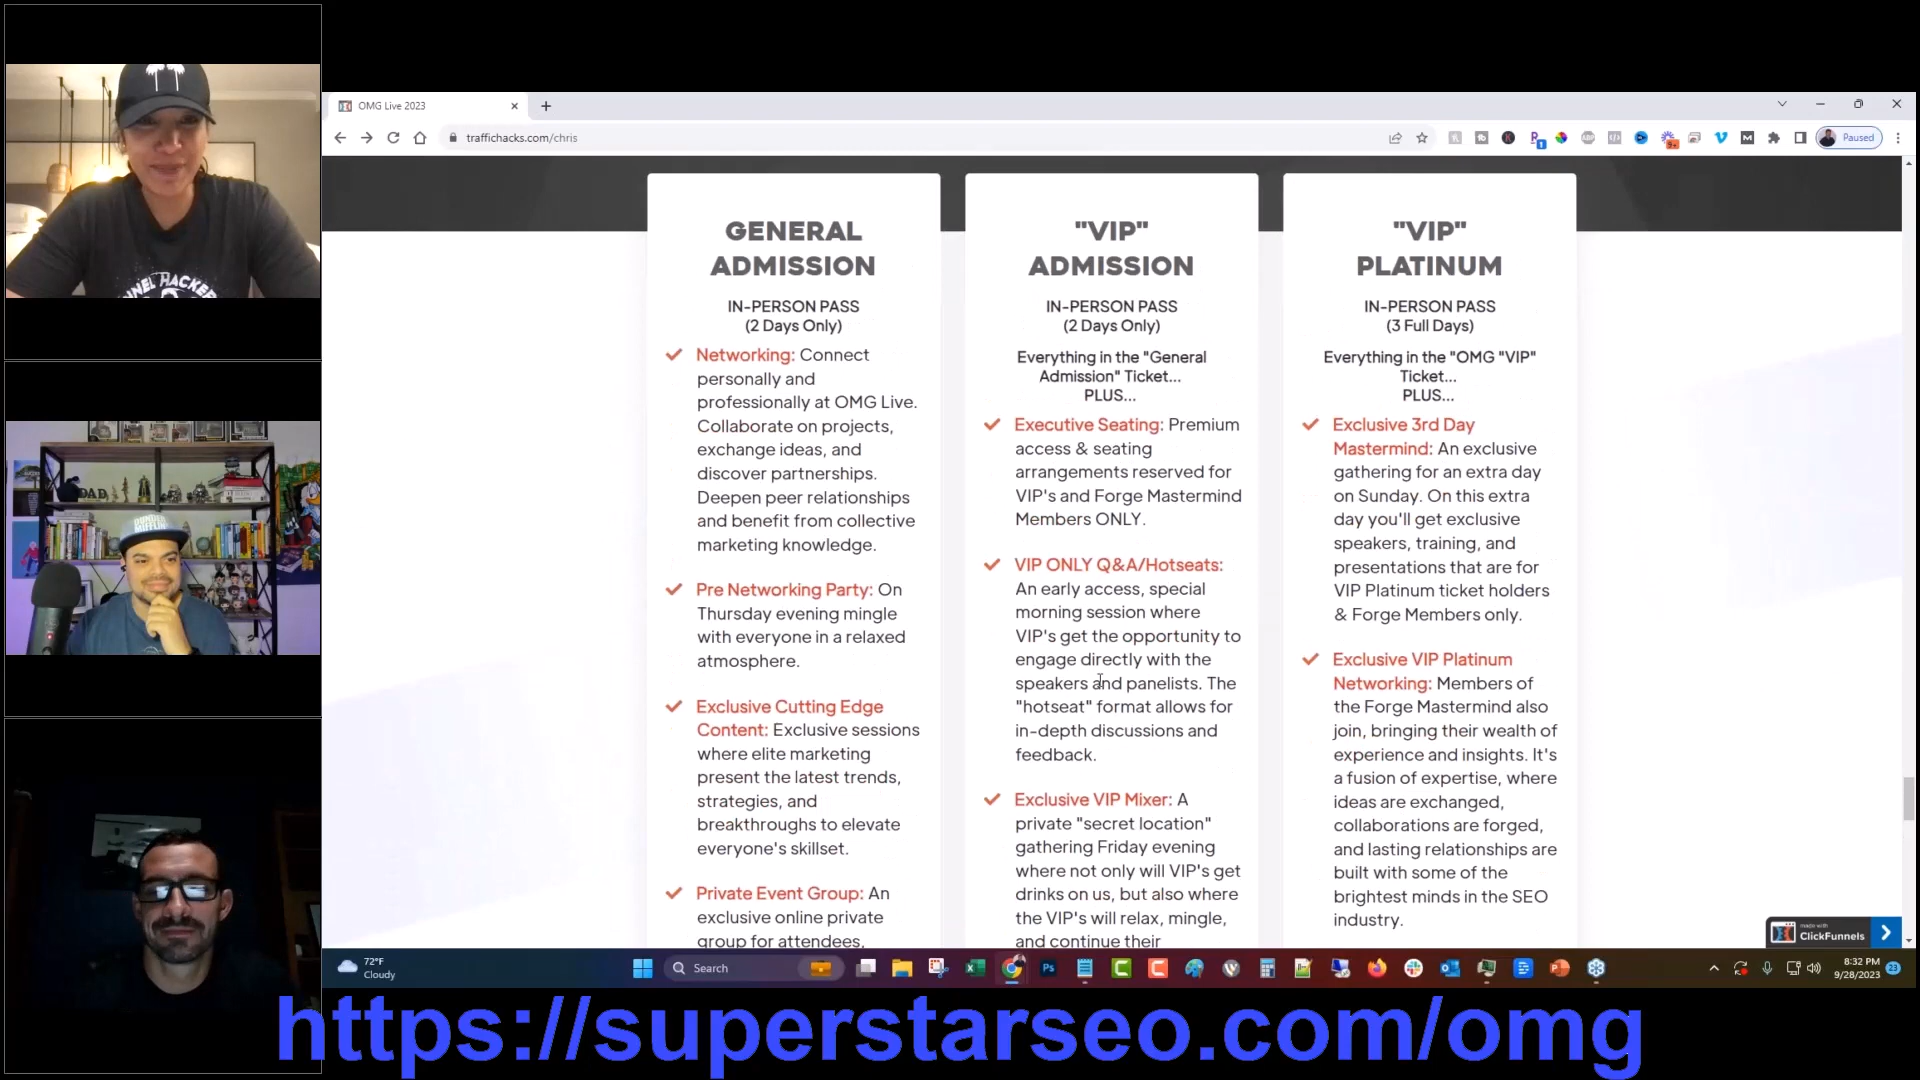 OMG Live 2023
traffichacks.com/chris
Paused
GENERAL
ADMISSION
IN-PERSON PASS
(2 Days Only)
Networking: Connect
personally and
professionally at OMG Live.
Collaborate on projects,
exchange ideas, and
discover partnerships.
Deepen peer relationships
and benefit from collective
marketing knowledge.
Pre Networking Party: On
Thursday evening mingle
with everyone in a relaxed
atmosphere.
Exclusive Cutting Edge
Content: Exclusive sessions
where elite marketing
present the latest trends,
strategies, and
breakthroughs to elevate
everyone's skillset.
Private Event Group: An
exclusive online private
group for attendees,
"VIP"
ADMISSION
IN-PERSON PASS
(2 Days Only)
Everything in the "General
Admission" Ticket...
PLUS...
Executive Seating: Premium
access & seating
arrangements reserved for
VIP's and Forge Mastermind
Members ONLY.
VIP ONLY Q&A/Hotseats:
An early access, special
morning session where
VIP's get the opportunity to
engage directly with the
speakers and panelists. The
"hotseat" format allows for
in-depth discussions and
feedback.
Exclusive VIP Mixer: A
private "secret location"
gathering Friday evening
where not only will VIP's get
drinks on us, but also where
the VIP's will relax, mingle,
and continue their
"VIP"
PLATINUM
IN-PERSON PASS
(3 Full Days)
Everything in the "OMG "VIP"
Ticket...
PLUS...
Exclusive 3rd Day
Mastermind: An exclusive
gathering for an extra day
on Sunday. On this extra
day you'll get exclusive
speakers, training, and
presentations that are for
VIP Platinum ticket holders
& Forge Members only.
Exclusive VIP Platinum
Networking: Members of
the Forge Mastermind also
join, bringing their wealth of
experience and insights. It's
a fusion of expertise, where
ideas are exchanged,
collaborations are forged,
and lasting relationships are
built with some of the
brightest minds in the SEO
industry.
made with
ClickFunnels
DAD
DUNDER
MIFFLIN
72°F
Cloudy
Search
8:32 PM
9/28/2023
23
https://superstarseo.com/omg